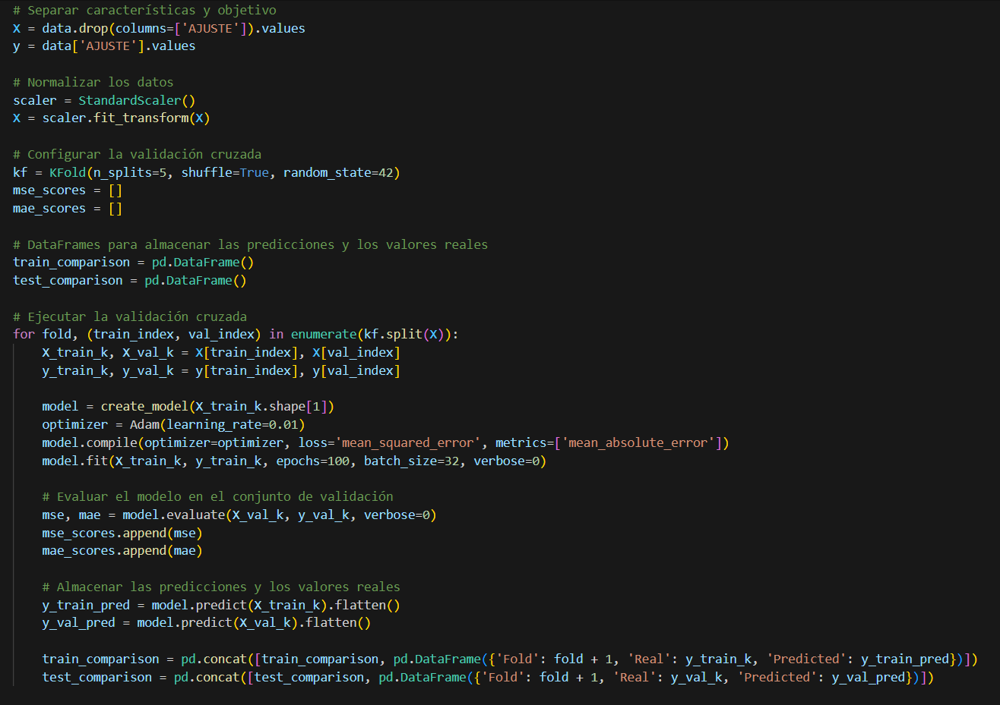 # Separar características y objetivo
X = data.drop(columns=['AJUSTE']).values
y = data['AJUSTE'].values
# Normalizar los datos
scaler = StandardScaler()
X = scaler.fit_transform(X)
# Configurar la validación cruzada
kf = KFold(n_splits=5, shuffle=True, random_state=42)
mse_scores = []
mae_scores = []
# DataFrames para almacenar las predicciones y los valores reales
train_comparison = pd.DataFrame()
test_comparison = pd.DataFrame()
# Ejecutar la validación cruzada
for fold, (train_index, val_index) in enumerate(kf.split(X)):
    X_train_k, X_val_k = X[train_index], X[val_index]
    y_train_k, y_val_k = y[train_index], y[val_index]
    model = create_model(X_train_k.shape[1])
    optimizer = Adam(learning_rate=0.01)
    model.compile(optimizer=optimizer, loss='mean_squared_error', metrics=['mean_absolute_error'])
    model.fit(X_train_k, y_train_k, epochs=100, batch_size=32, verbose=0)
    # Evaluar el modelo en el conjunto de validación
    mse, mae = model.evaluate(X_val_k, y_val_k, verbose=0)
    mse_scores.append(mse)
    mae_scores.append(mae)
    # Almacenar las predicciones y los valores reales
    y_train_pred = model.predict(X_train_k).flatten()
    y_val_pred = model.predict(X_val_k).flatten()
    train_comparison = pd.concat([train_comparison, pd.DataFrame({'Fold': fold + 1, 'Real': y_train_k, 'Predicted': y_train_pred})])
    test_comparison = pd.concat([test_comparison, pd.DataFrame({'Fold': fold + 1, 'Real': y_val_k, 'Predicted': y_val_pred})])